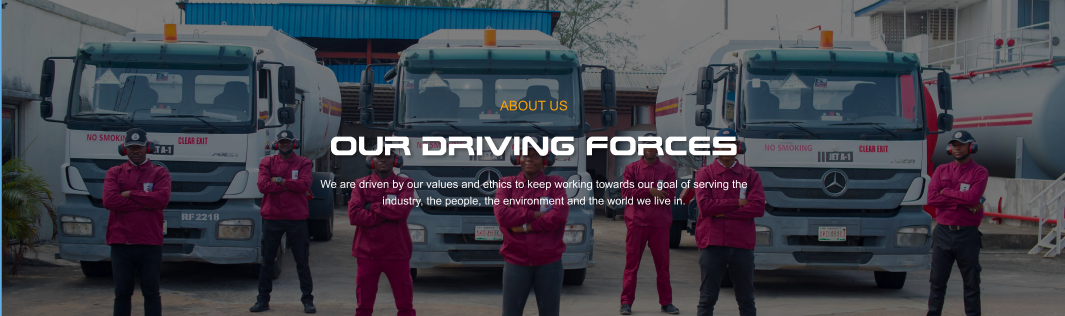 ABOUT US
OUR DRIVING FORCES
We are driven by our values and ethics to keep working towards our goal of serving the
industry, the people, the environment and the world we live in.
NO SMOKING
JET A-1
CLEAR EXIT
NO SMOKING
JET A-1
CLEAR EXIT
RF 2218